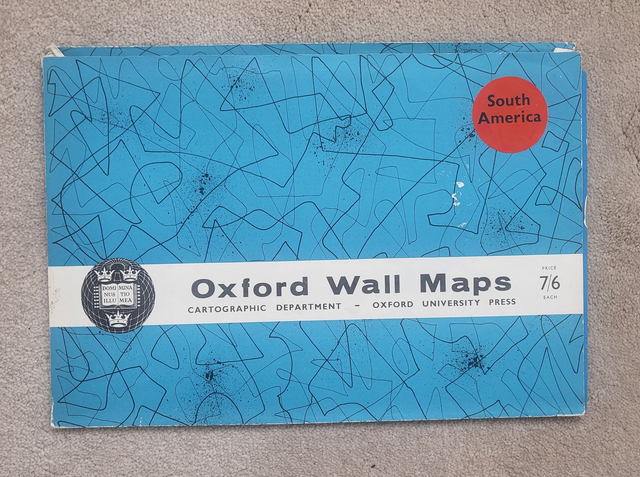 South
America
Oxford Wall Maps
CARTOGRAPHIC DEPARTMENT – OXFORD UNIVERSITY PRESS
PRICE
7/6
EACH
DOMI MINA
NUS TIO
ILLU MEA